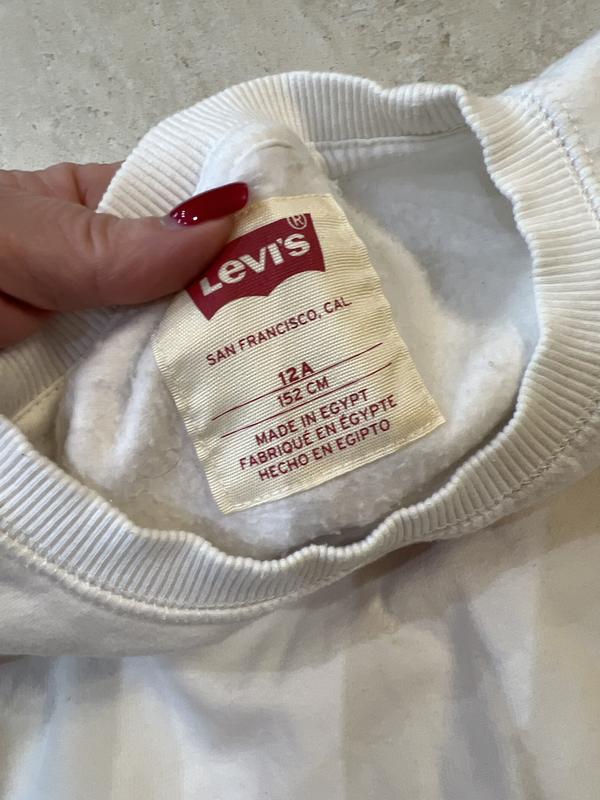 Levi's®
SAN FRANCISCO, CAL.
12A
152 CM
MADE IN EGYPT
FABRIQUÉ EN ÉGYPTE
HECHO EN EGIPTO